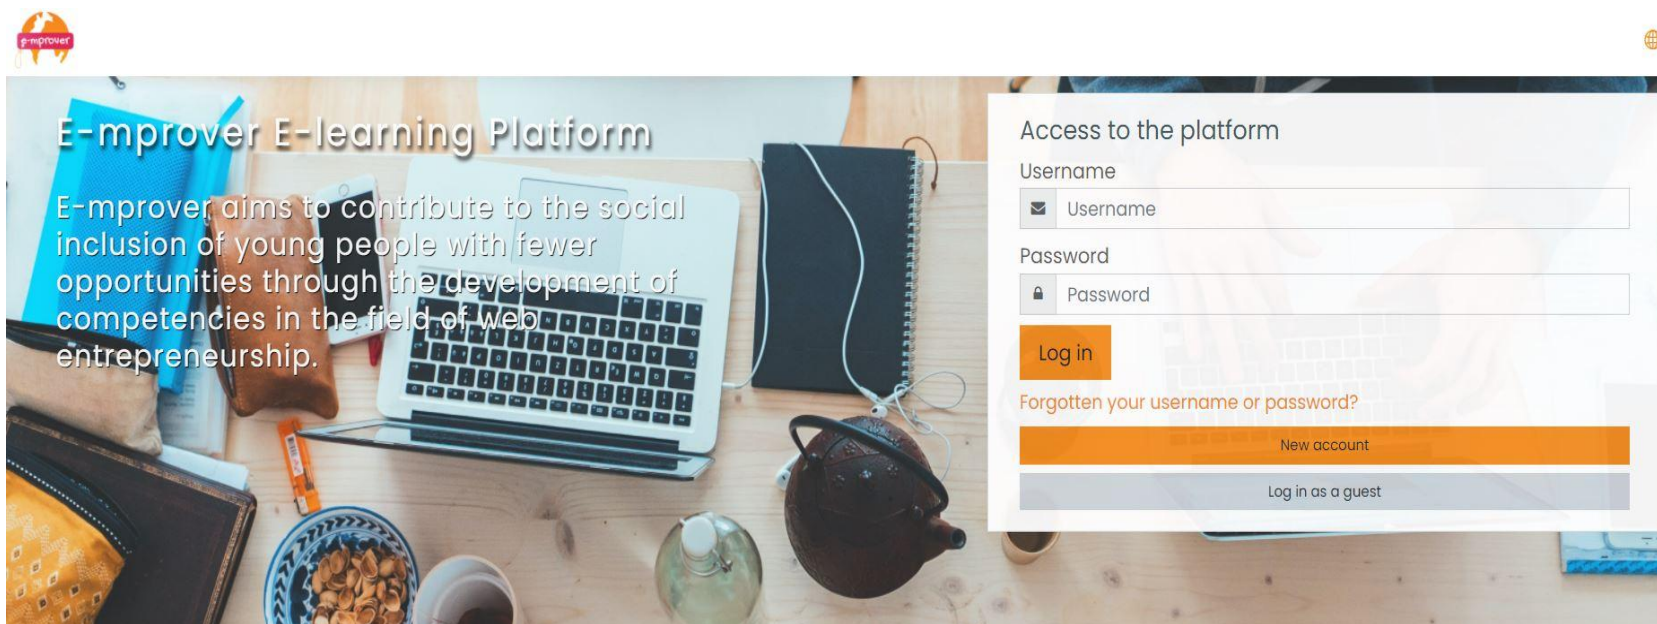 e-mprover
E-mprover E-learning Platform
E-mprover aims to contribute to the social
inclusion of young people with fewer
opportunities through the development of
competencies in the field of web
entrepreneurship.
Access to the platform
Username
Username
Password
Password
Log in
Forgotten your username or password?
New account
Log in as a guest